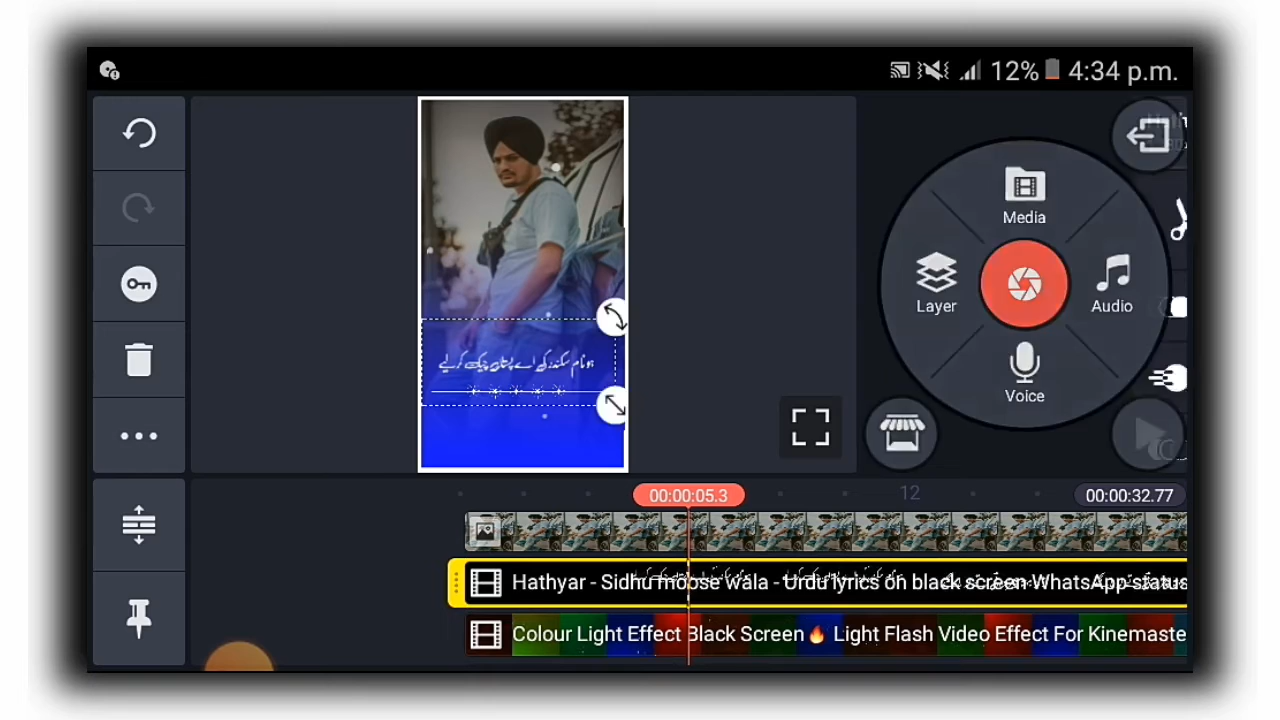 12% 4:34 p.m.
Media
Layer
Audio
Voice
00:00:05.3
12
00:00:32.77
Hathyar - Sidhu moose wala - Urdu lyrics on black screen WhatsApp status
Colour Light Effect Black Screen🔥 Light Flash Video Effect For Kinemaste